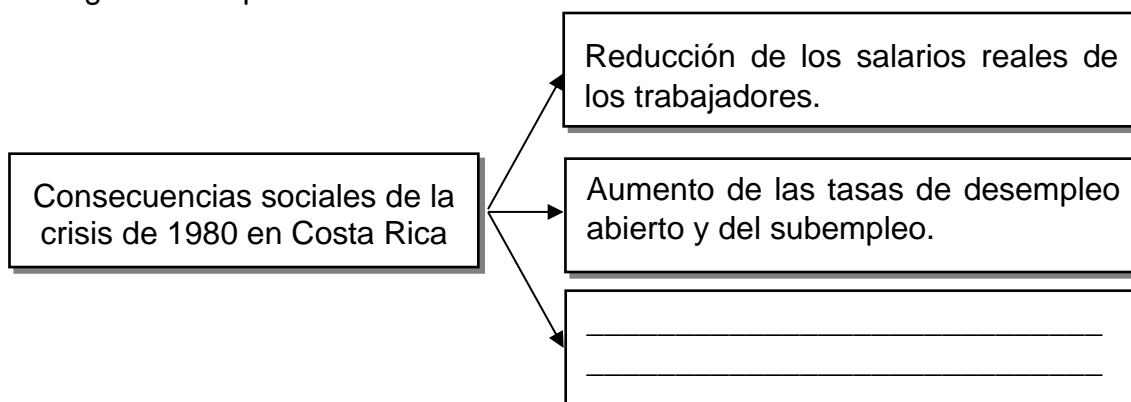 Reducción de los salarios reales de
los trabajadores.
Consecuencias sociales de la
crisis de 1980 en Costa Rica
Aumento de las tasas de desempleo
abierto y del subempleo.